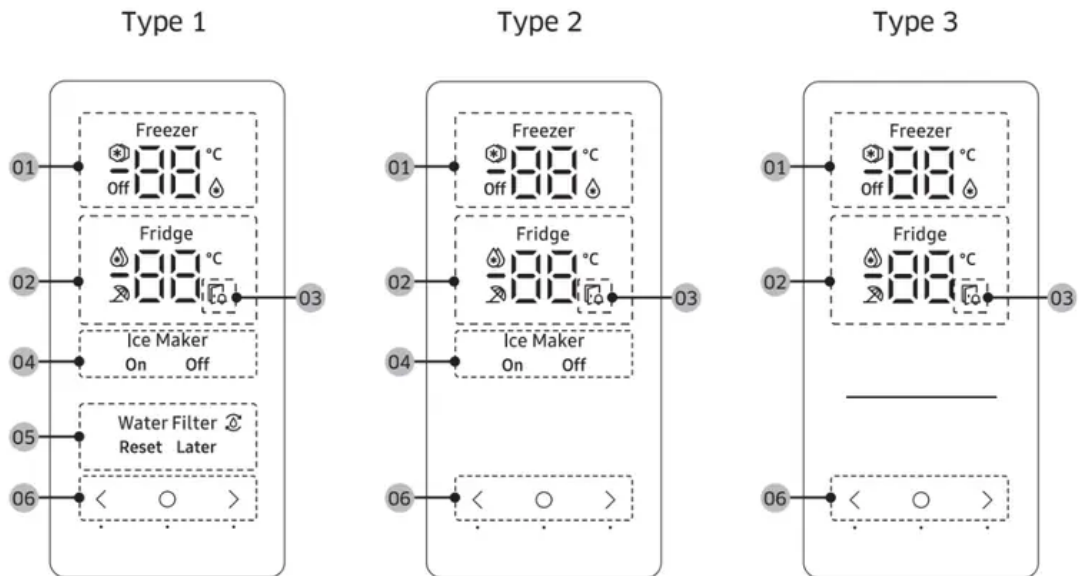 Type 1
Type 2
Type 3
01
Freezer
88 °C
Off
02
Fridge
88 °C
03
04
Ice Maker
On Off
05
Water Filter
Reset Later
06
< ○ >
01
Freezer
88 °C
Off
02
Fridge
88 °C
03
04
Ice Maker
On Off
06
< ○ >
01
Freezer
88 °C
Off
02
Fridge
88 °C
03
06
< ○ >